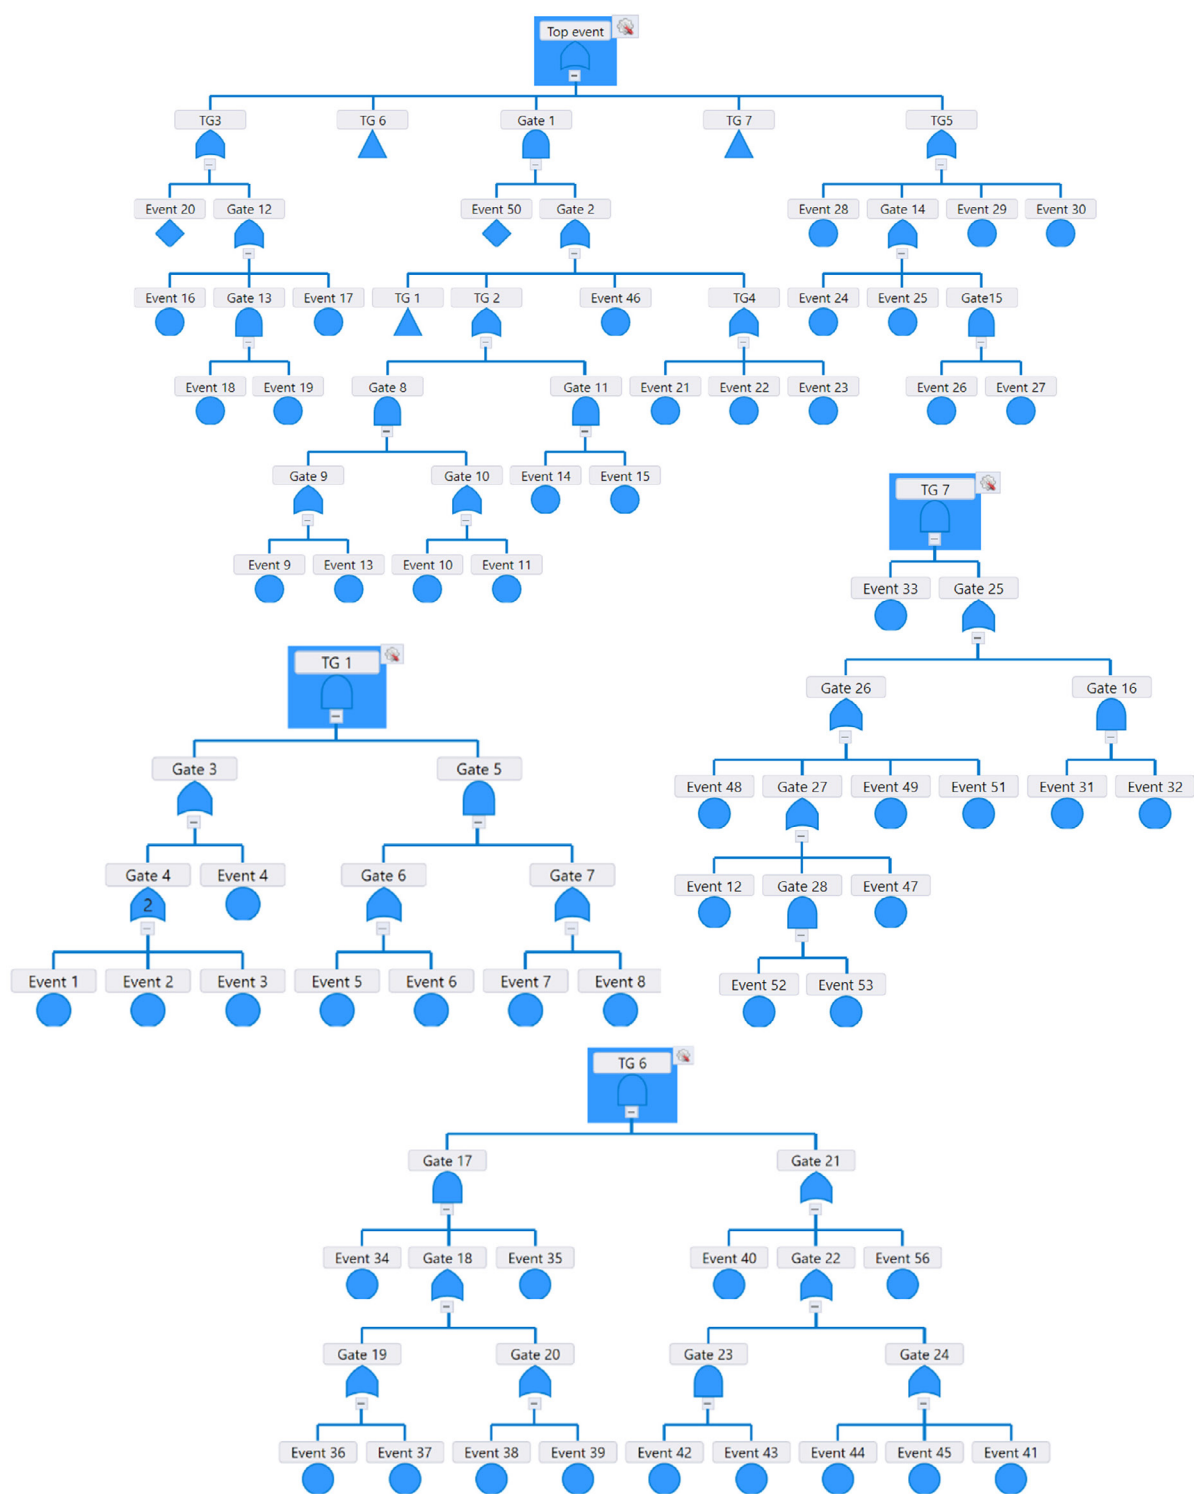 Top event
TG3
TG 6
Gate 1
TG 7
TG5
Event 20
Gate 12
Event 50
Gate 2
Event 28
Gate 14
Event 29
Event 30
Event 16
Gate 13
Event 17
TG 1
TG 2
Event 46
TG4
Event 24
Event 25
Gate15
Event 18
Event 19
Gate 8
Gate 11
Event 21
Event 22
Event 23
Event 26
Event 27
Gate 9
Gate 10
Event 14
Event 15
Event 9
Event 13
Event 10
Event 11
TG 7
Event 33
Gate 25
Gate 26
Gate 16
Event 48
Gate 27
Event 49
Event 51
Event 31
Event 32
Event 12
Gate 28
Event 47
Event 52
Event 53
TG 1
Gate 3
Gate 5
Gate 4
Event 4
Gate 6
Gate 7
2
Event 1
Event 2
Event 3
Event 5
Event 6
Event 7
Event 8
TG 6
Gate 17
Gate 21
Event 34
Gate 18
Event 35
Event 40
Gate 22
Event 56
Gate 19
Gate 20
Gate 23
Gate 24
Event 36
Event 37
Event 38
Event 39
Event 42
Event 43
Event 44
Event 45
Event 41